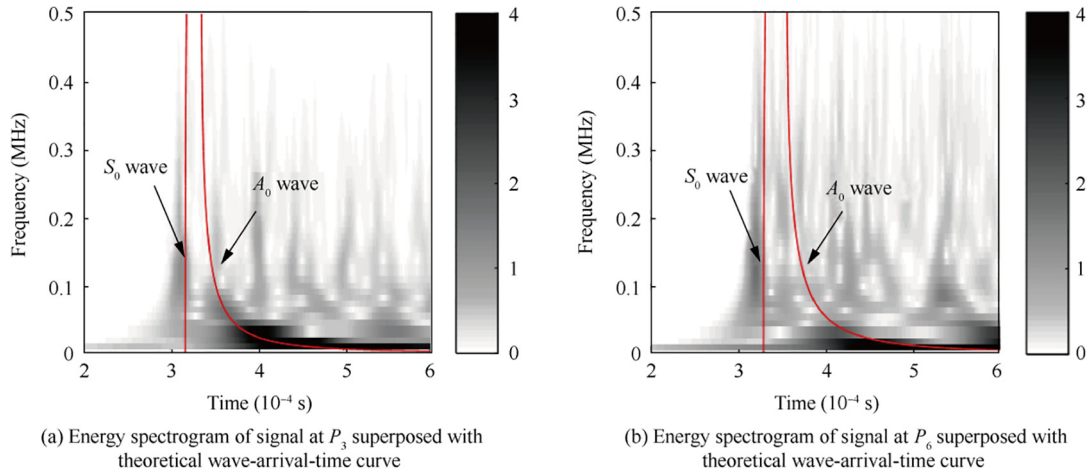 0.5
0.4
0.3
0.2
0.1
0
Frequency (MHz)
2
3
4
5
6
Time (10⁻⁴ s)
S₀ wave
A₀ wave
4
3
2
1
0
(a) Energy spectrogram of signal at P₃ superposed with
theoretical wave-arrival-time curve
0.5
0.4
0.3
0.2
0.1
0
Frequency (MHz)
2
3
4
5
6
Time (10⁻⁴ s)
S₀ wave
A₀ wave
4
3
2
1
0
(b) Energy spectrogram of signal at P₆ superposed with
theoretical wave-arrival-time curve